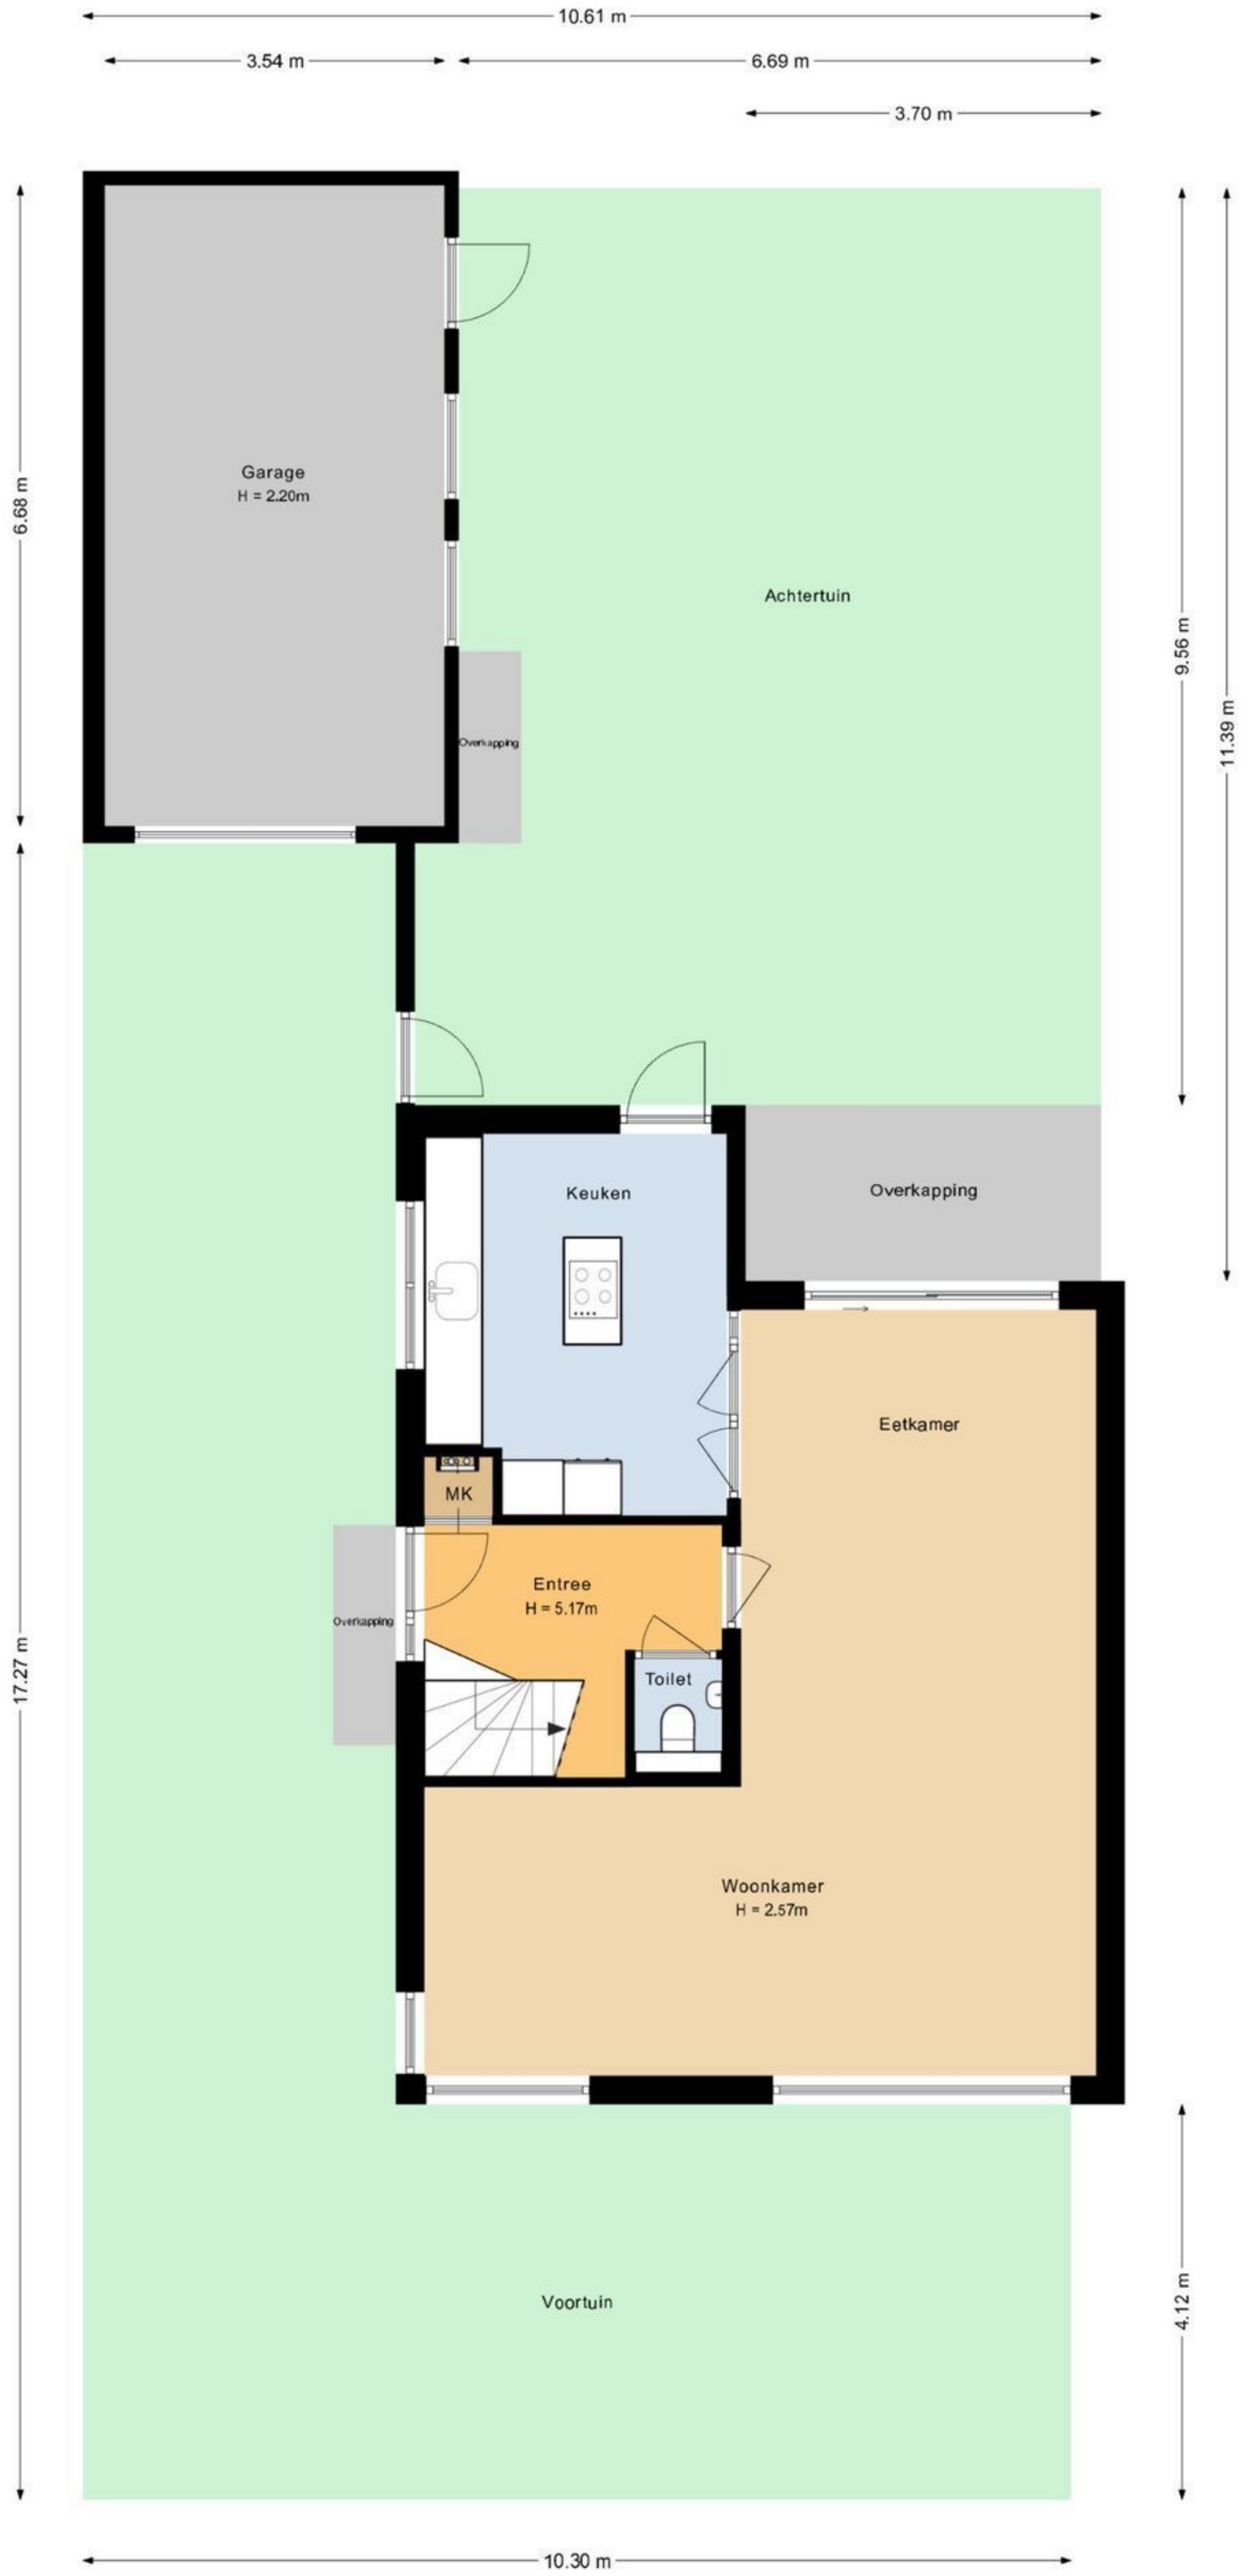 10.61 m
3.54 m
6.69 m
3.70 m
Garage
H = 2.20m
6.68 m
Achtertuin
9.56 m
11.39 m
Overkapping
Keuken
Overkapping
Eetkamer
MK
Entree
H = 5.17m
Overkapping
Toilet
17.27 m
Woonkamer
H = 2.57m
Voortuin
4.12 m
10.30 m